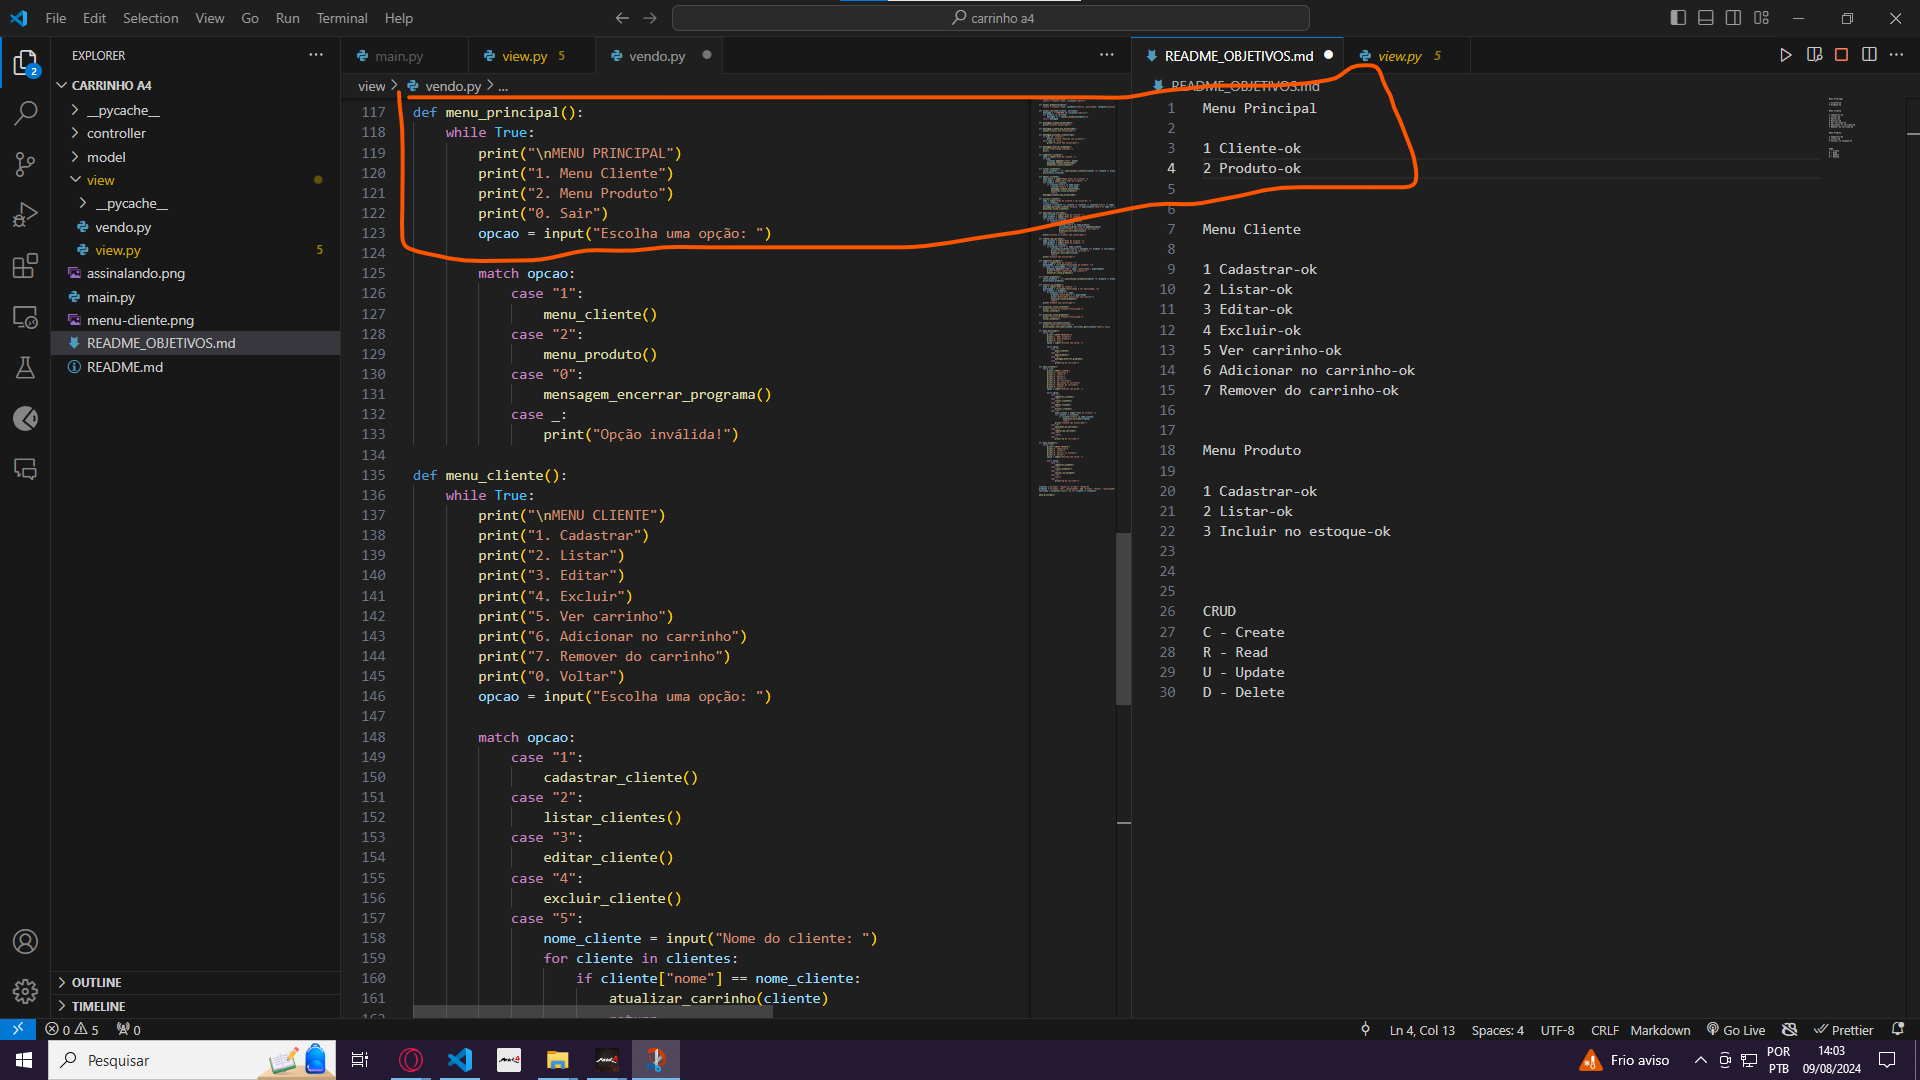 File Edit Selection View Go Run Terminal Help
carrinho a4
EXPLORER
CARRINHO A4
__pycache__
controller
model
view
__pycache__
vendo.py
view.py 5
assinalando.png
main.py
menu-cliente.png
README_OBJETIVOS.md
README.md
OUTLINE
TIMELINE
2
main.py
view.py 5
vendo.py
view > vendo.py > ...
117 def menu_principal():
118 while True:
119 print("\nMENU PRINCIPAL")
120 print("1. Menu Cliente")
121 print("2. Menu Produto")
122 print("0. Sair")
123 opcao = input("Escolha uma opção: ")
124
125 match opcao:
126 case "1":
127 menu_cliente()
128 case "2":
129 menu_produto()
130 case "0":
131 mensagem_encerrar_programa()
132 case _:
133 print("Opção inválida!")
134
135 def menu_cliente():
136 while True:
137 print("\nMENU CLIENTE")
138 print("1. Cadastrar")
139 print("2. Listar")
140 print("3. Editar")
141 print("4. Excluir")
142 print("5. Ver carrinho")
143 print("6. Adicionar no carrinho")
144 print("7. Remover do carrinho")
145 print("0. Voltar")
146 opcao = input("Escolha uma opção: ")
147
148 match opcao:
149 case "1":
150 cadastrar_cliente()
151 case "2":
152 listar_clientes()
153 case "3":
154 editar_cliente()
155 case "4":
156 excluir_cliente()
157 case "5":
158 nome_cliente = input("Nome do cliente: ")
159 for cliente in clientes:
160 if cliente["nome"] == nome_cliente:
161 atualizar_carrinho(cliente)
README_OBJETIVOS.md
view.py 5
README_OBJETIVOS.md
1 Menu Principal
2
3 1 Cliente-ok
4 2 Produto-ok
5
6
7 Menu Cliente
8
9 1 Cadastrar-ok
10 2 Listar-ok
11 3 Editar-ok
12 4 Excluir-ok
13 5 Ver carrinho-ok
14 6 Adicionar no carrinho-ok
15 7 Remover do carrinho-ok
16
17
18 Menu Produto
19
20 1 Cadastrar-ok
21 2 Listar-ok
22 3 Incluir no estoque-ok
23
24
25
26 CRUD
27 C - Create
28 R - Read
29 U - Update
30 D - Delete
0 5 0
Ln 4, Col 13 Spaces: 4 UTF-8 CRLF Markdown Go Live Prettier
Pesquisar
Frio aviso
POR
PTB
14:03
09/08/2024